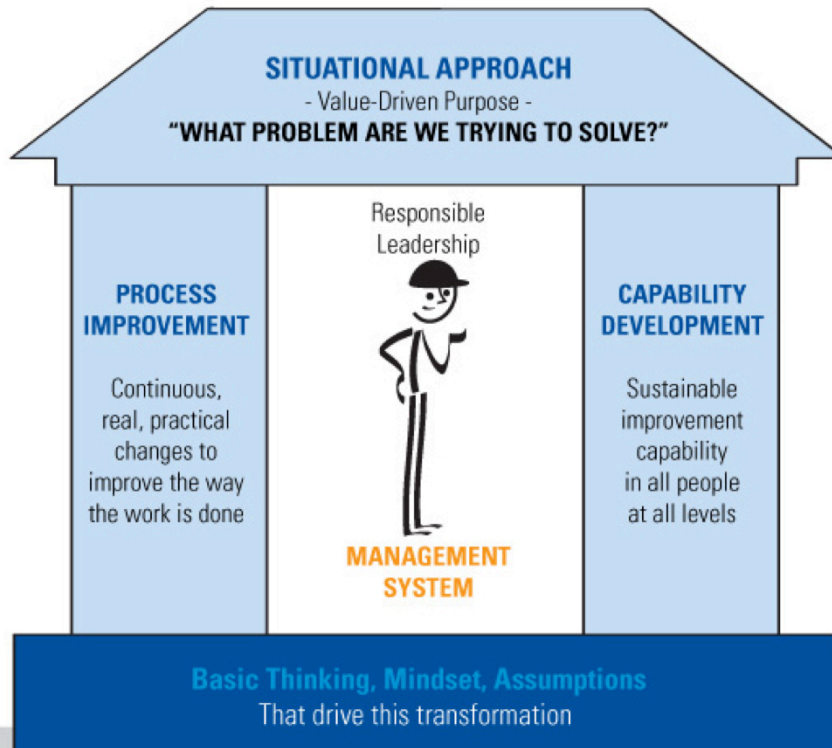 SITUATIONAL APPROACH
- Value-Driven Purpose -
“WHAT PROBLEM ARE WE TRYING TO SOLVE?”
PROCESS
IMPROVEMENT
Continuous,
real, practical
changes to
improve the way
the work is done
Responsible
Leadership
MANAGEMENT
SYSTEM
CAPABILITY
DEVELOPMENT
Sustainable
improvement
capability
in all people
at all levels
Basic Thinking, Mindset, Assumptions
That drive this transformation